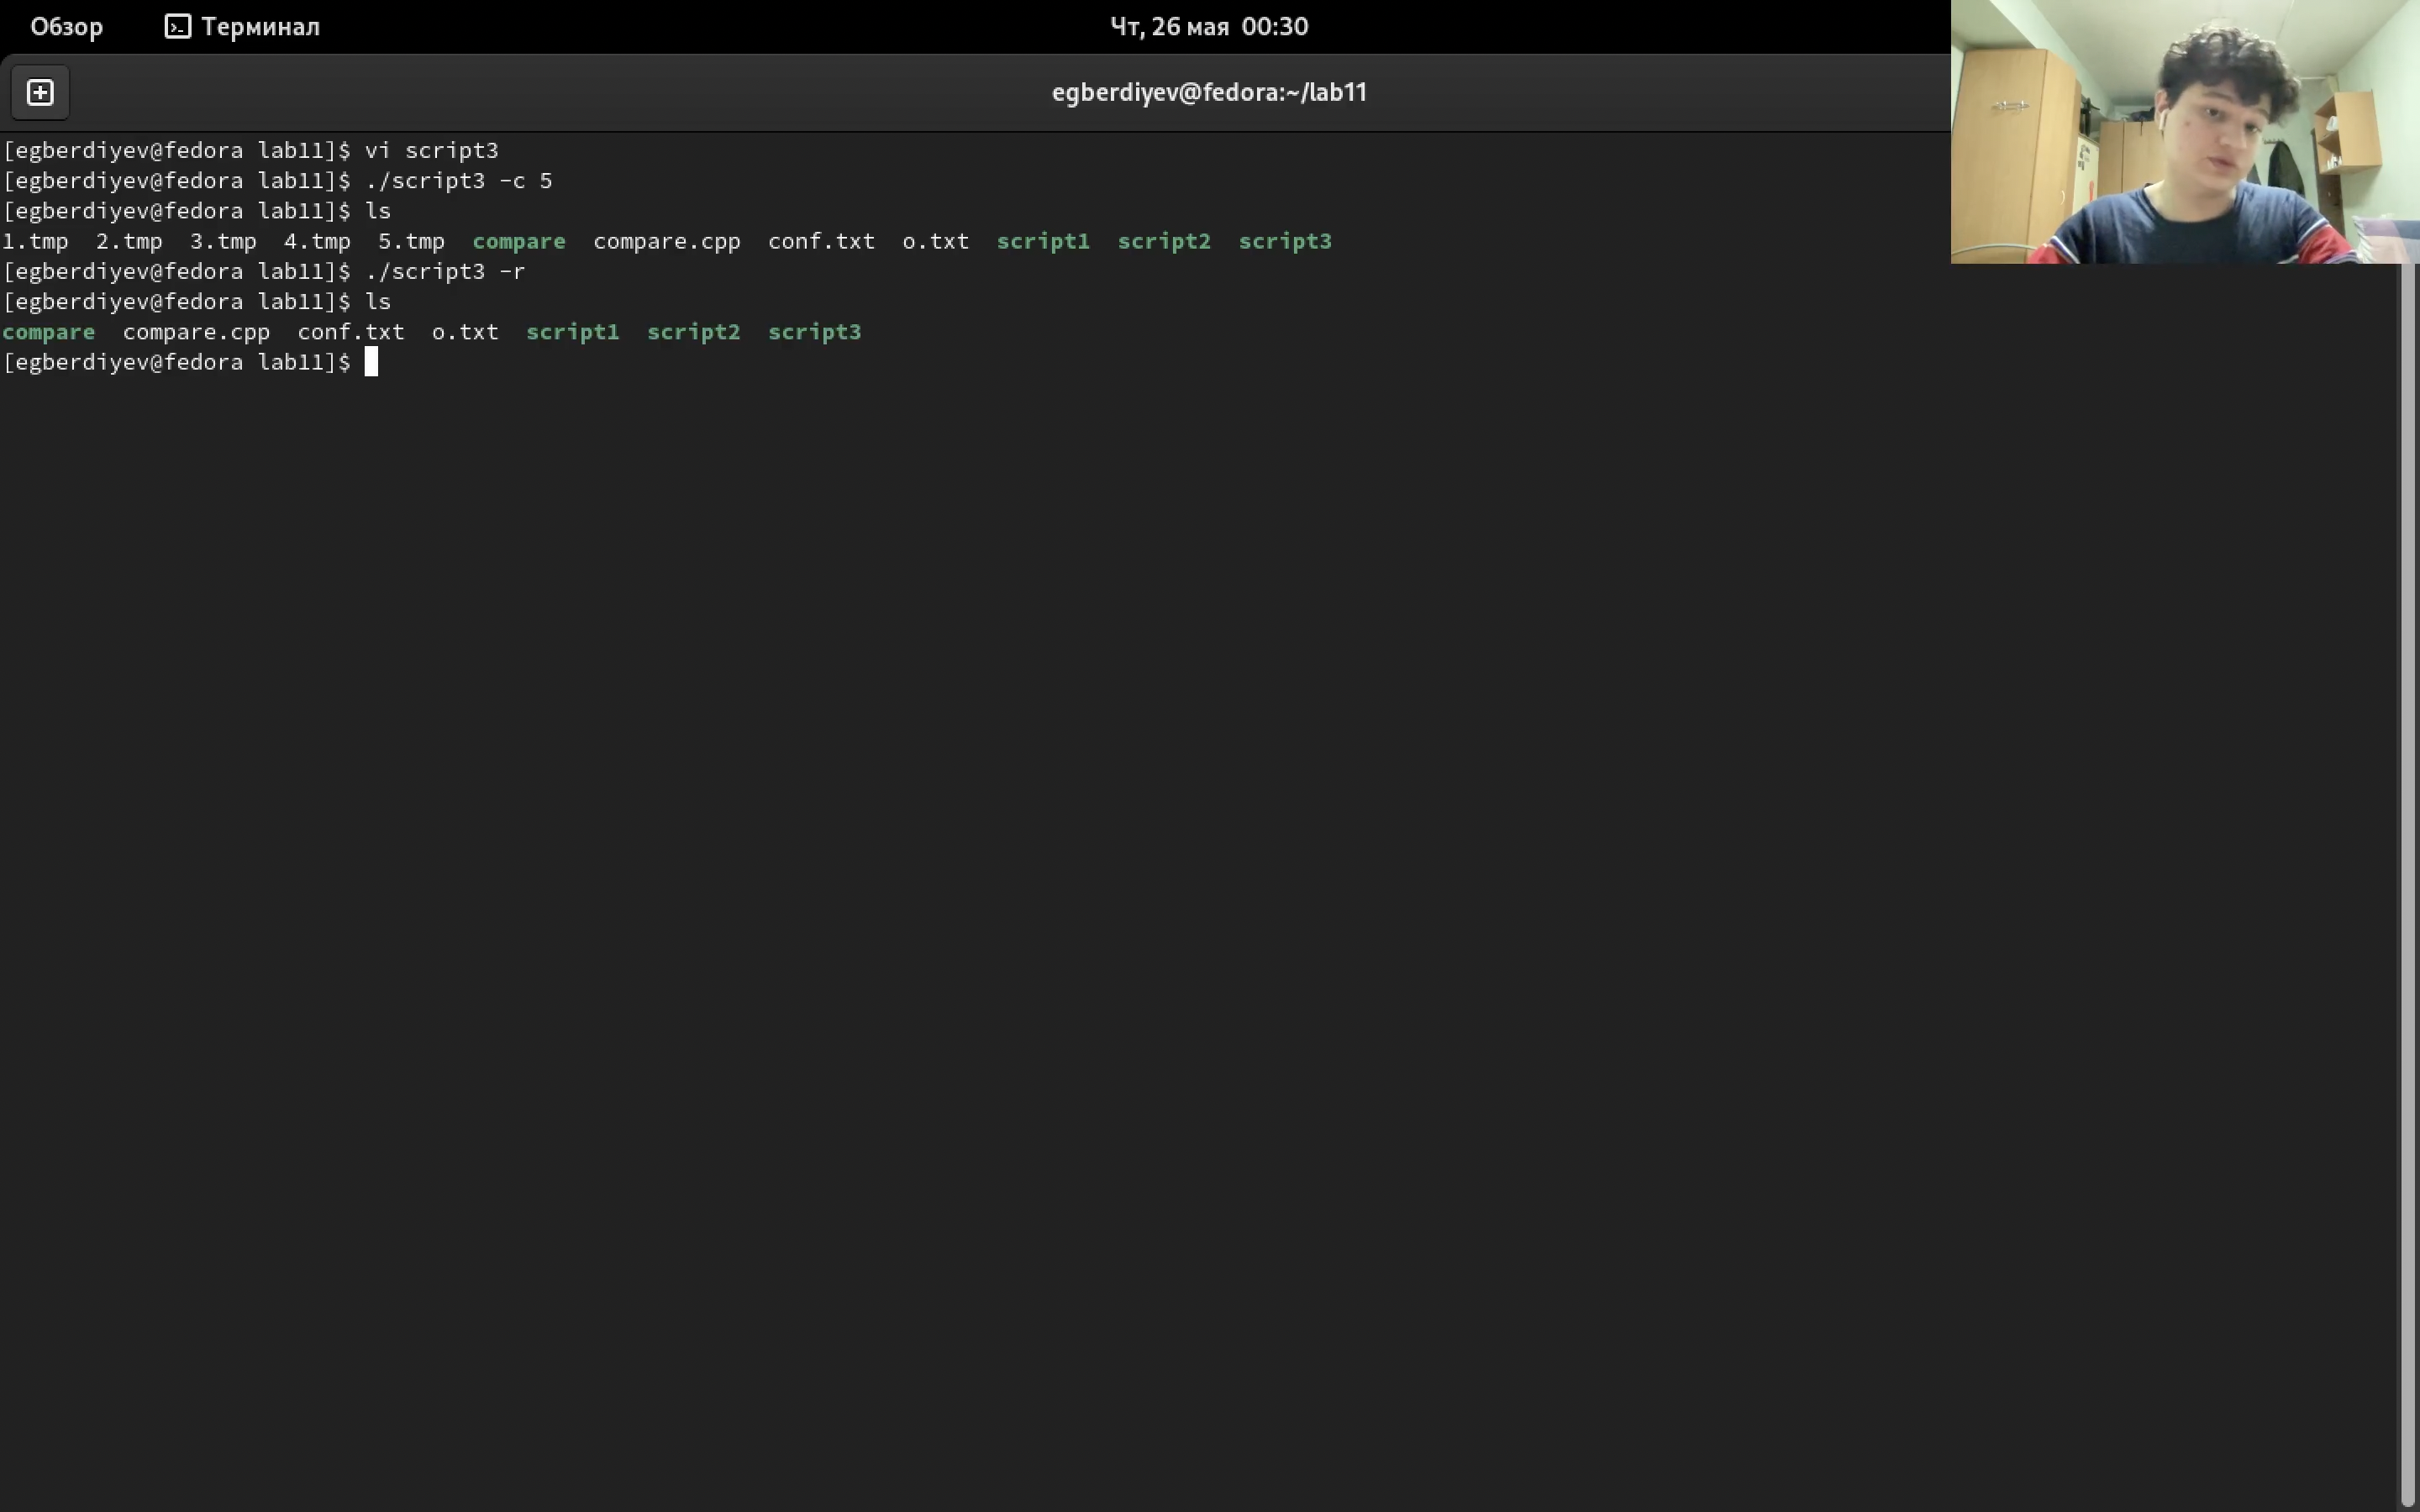 Обзор Терминал Чт, 26 мая 00:30
egberdiyev@fedora:~/lab11
[egberdiyev@fedora lab11]$ vi script3
[egberdiyev@fedora lab11]$ ./script3 -c 5
[egberdiyev@fedora lab11]$ ls
1.tmp 2.tmp 3.tmp 4.tmp 5.tmp compare compare.cpp conf.txt o.txt script1 script2 script3
[egberdiyev@fedora lab11]$ ./script3 -r
[egberdiyev@fedora lab11]$ ls
compare compare.cpp conf.txt o.txt script1 script2 script3
[egberdiyev@fedora lab11]$